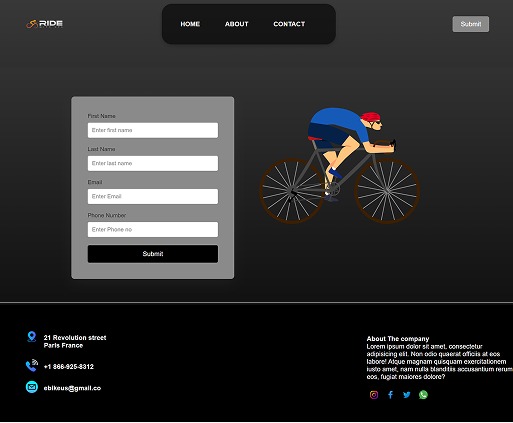 RIDE
HOME
ABOUT
CONTACT
Submit
First Name
Enter first name
Last Name
Enter last name
Email
Enter Email
Phone Number
Enter Phone no
Submit
21 Revolution street
Paris France
+1 866-925-8312
ebikeus@gmail.co
About The company
Lorem ipsum dolor sit amet, consectetur
adipisicing elit. Non odio quaerat officiis at eos
labore! Atque magnam quisquam exercitationem
iusto amet, nam nulla blanditiis accusantium rerum
eos, fugiat maiores dolore?